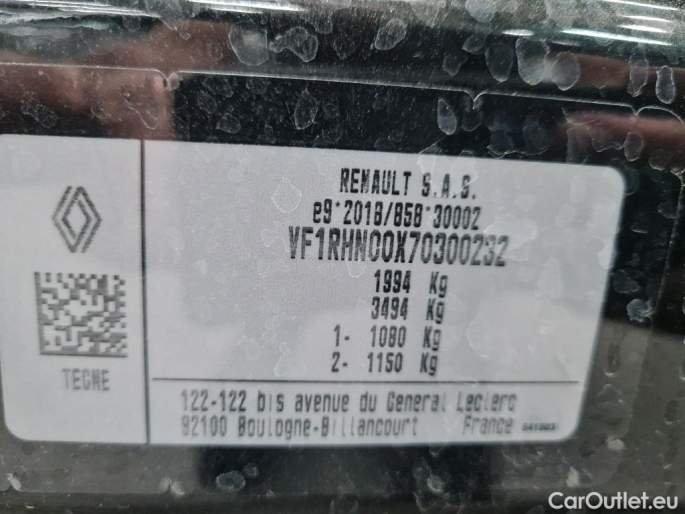 RENAULT S.A.S.
e9*2018/858*30002
VF1RHN00X70300232
1994 Kg
3494 Kg
1- 1080 Kg
2- 1150 Kg
TECHE
122-122 bis avenue du General Leclerc
92100 Boulogne-Billancourt France
CarOutlet.eu